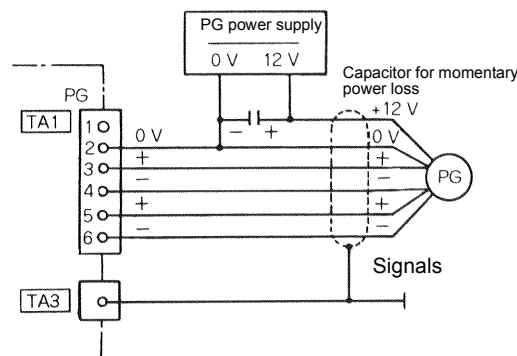 PG power supply
0 V 12 V
Capacitor for momentary
power loss
PG
+12 V
TA1
1
− +
0 V
0 V
2
+
+
3
−
−
4
PG
+
+
5
−
−
6
Signals
TA3